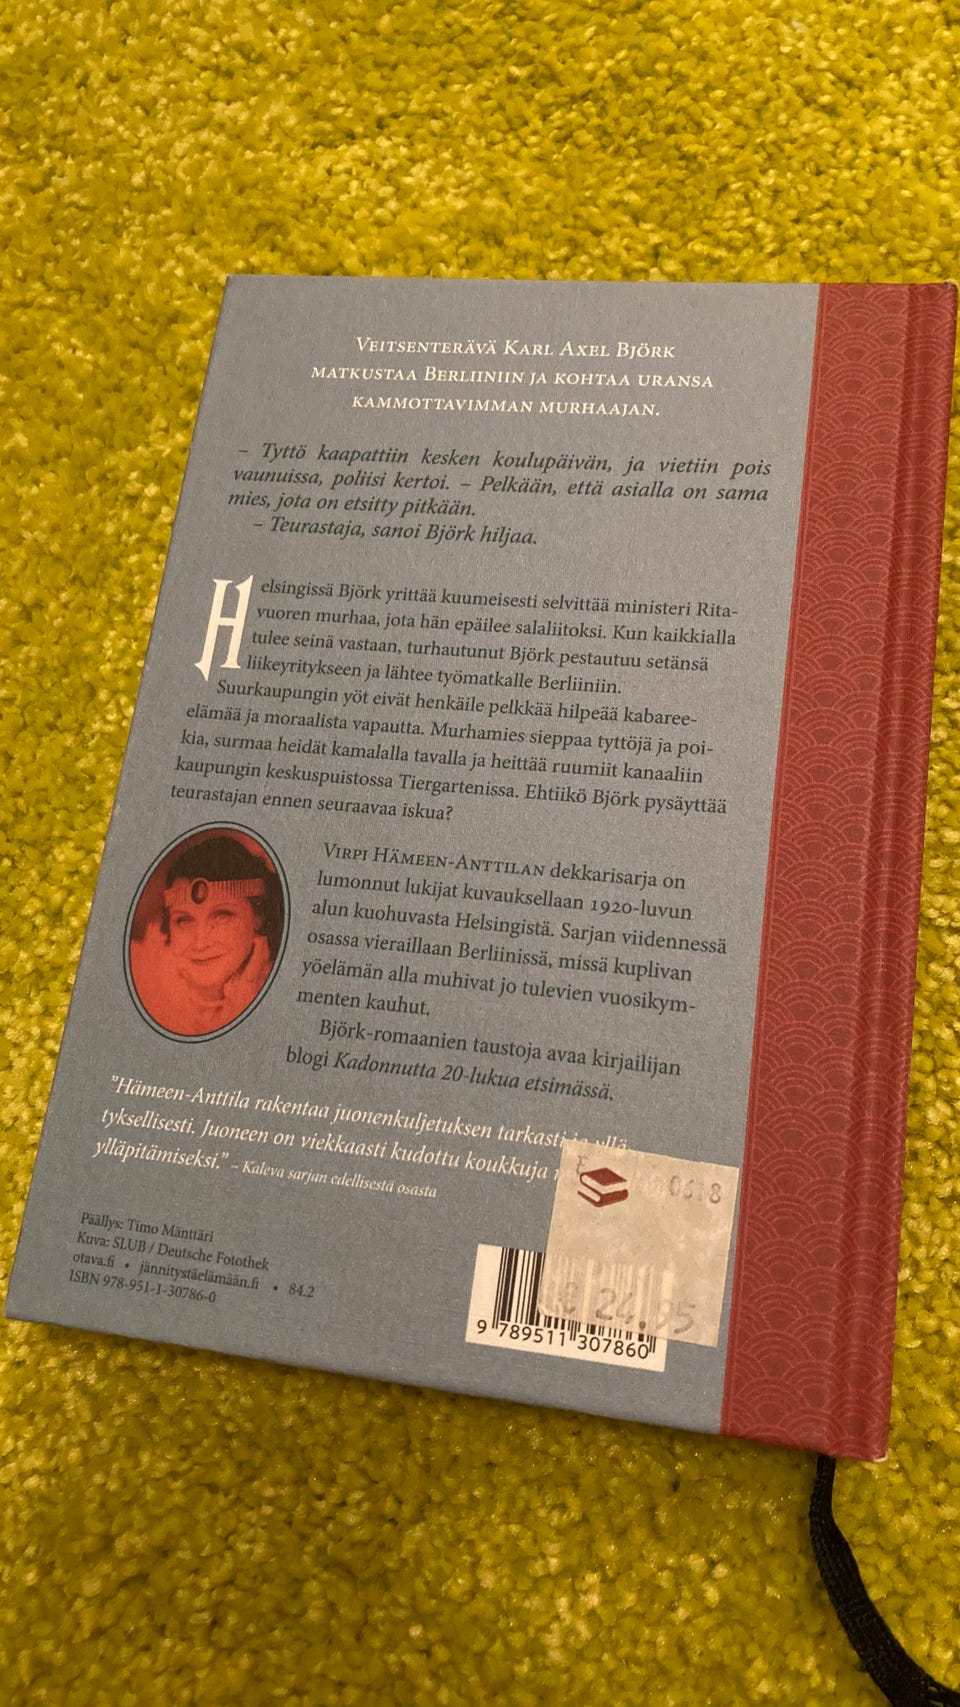 Veitsenterävä Karl Axel Björk
matkustaa Berliiniin ja kohtaa uransa
kammottavimman murhaajan.
– Tyttö kaapattiin kesken koulupäivän, ja vietiin pois
vaunuissa, poliisi kertoi. – Pelkään, että asialla on sama
mies, jota on etsitty pitkään.
– Teurastaja, sanoi Björk hiljaa.
Helsingissä Björk yrittää kuumeisesti selvittää ministeri Rita-
vuoren murhaa, jota hän epäilee salaliitoksi. Kun kaikkialla
tulee seinä vastaan, turhautunut Björk pestautuu setänsä
liikeyritykseen ja lähtee työmatkalle Berliiniin.
Suurkaupungin yöt eivät henkäile pelkkää hilpeää kabaree-
elämää ja moraalista vapautta. Murhamies sieppaa tyttöjä ja poi-
kia, surmaa heidät kamalalla tavalla ja heittää ruumiit kanaaliin
kaupungin keskuspuistossa Tiergartenissa. Ehtiikö Björk pysäyttää
teurastajan ennen seuraavaa iskua?
Virpi Hämeen-Anttilan dekkarisarja on
lumonnut lukijat kuvauksellaan 1920-luvun
alun kuohuvasta Helsingistä. Sarjan viidennessä
osassa vieraillaan Berliinissä, missä kuplivan
yöelämän alla muhivat jo tulevien vuosikym-
menten kauhut.
Björk-romaanien taustoja avaa kirjailijan
blogi Kadonnutta 20-lukua etsimässä.
"Hämeen-Anttila rakentaa juonenkuljetuksen tarkasti ja yllä-
tyksellisesti. Juoneen on viekkaasti kudottu koukkuja
ylläpitämiseksi." – Kaleva sarjan edellisestä osasta
0618
Päällys: Timo Mänttäri
Kuva: SLUB / Deutsche Fotothek
otava.fi • jännitystäelämään.fi • 84.2
ISBN 978-951-1-30786-0
24.95
9 789511 307860